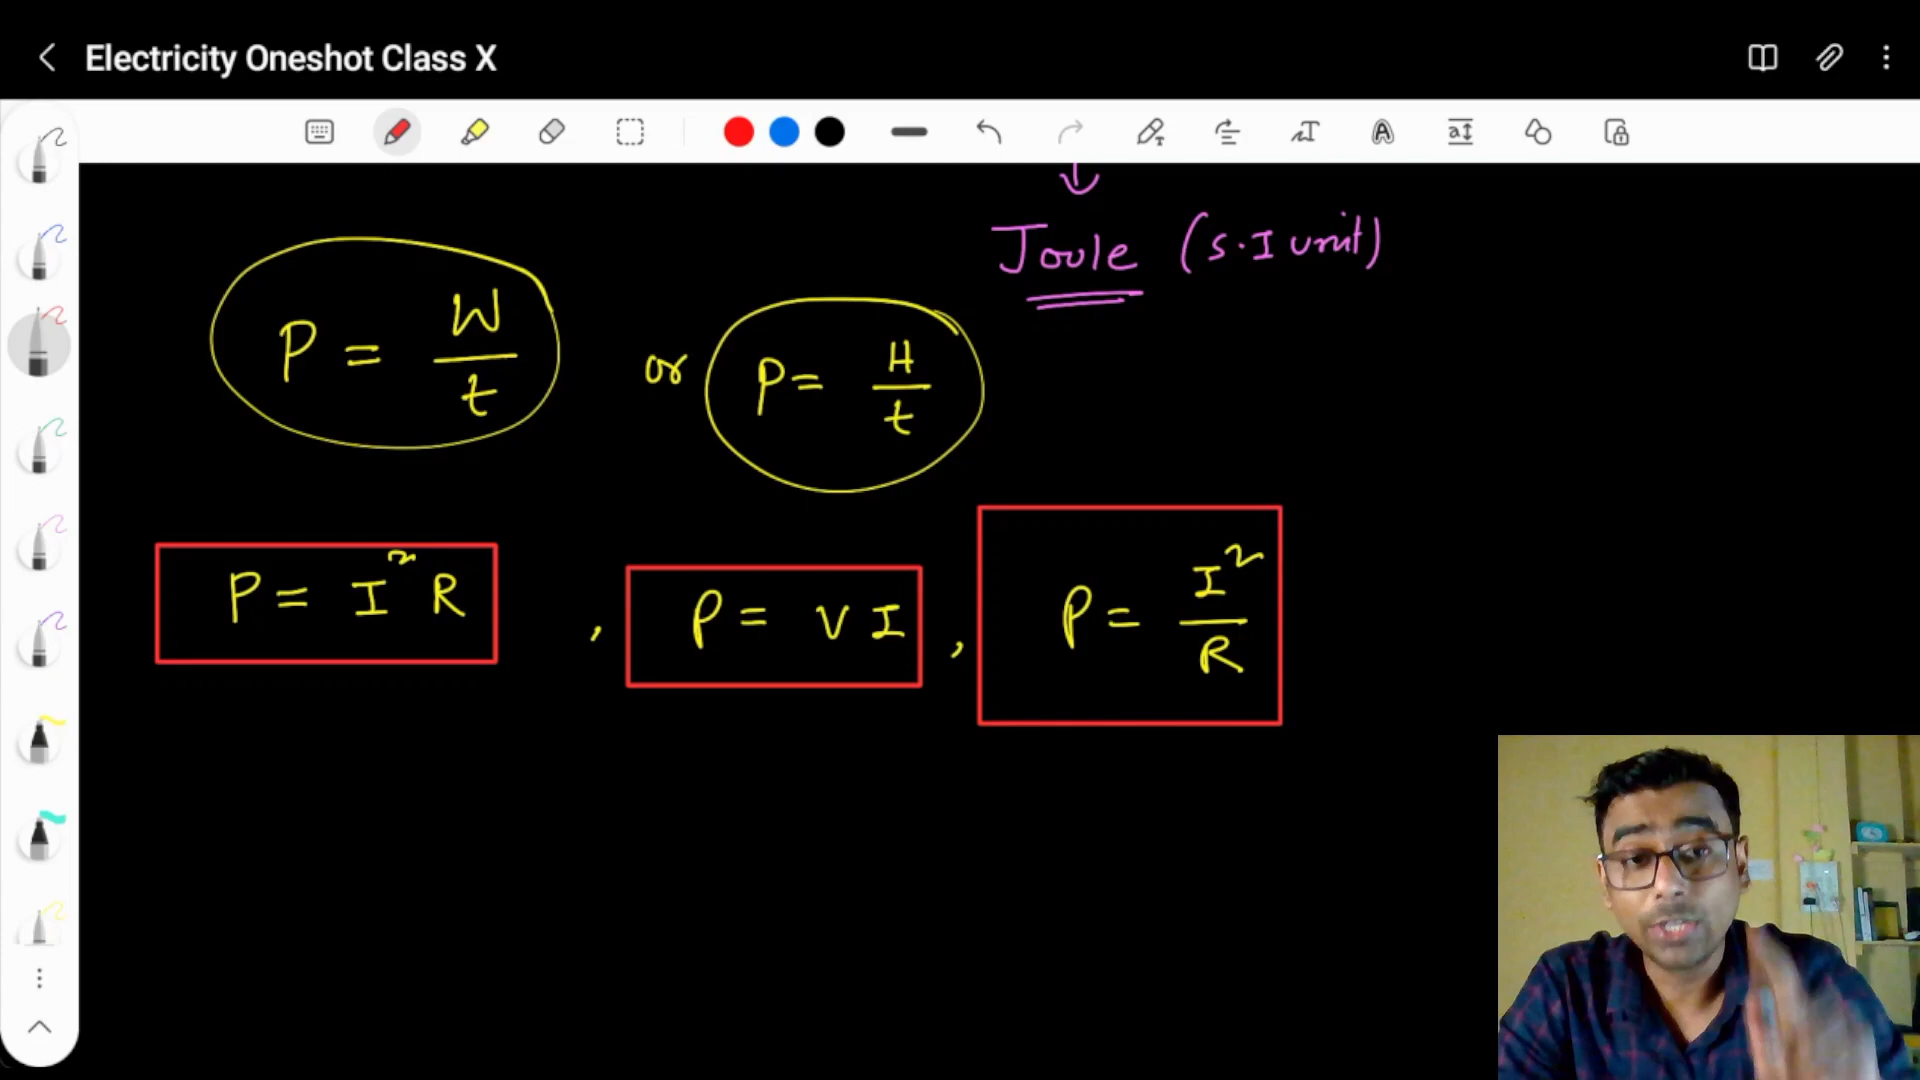 Electricity Oneshot Class X
Joule (S.I unit)
P = W/t or P = H/t
P = I² R , P = V I , P = I²/R